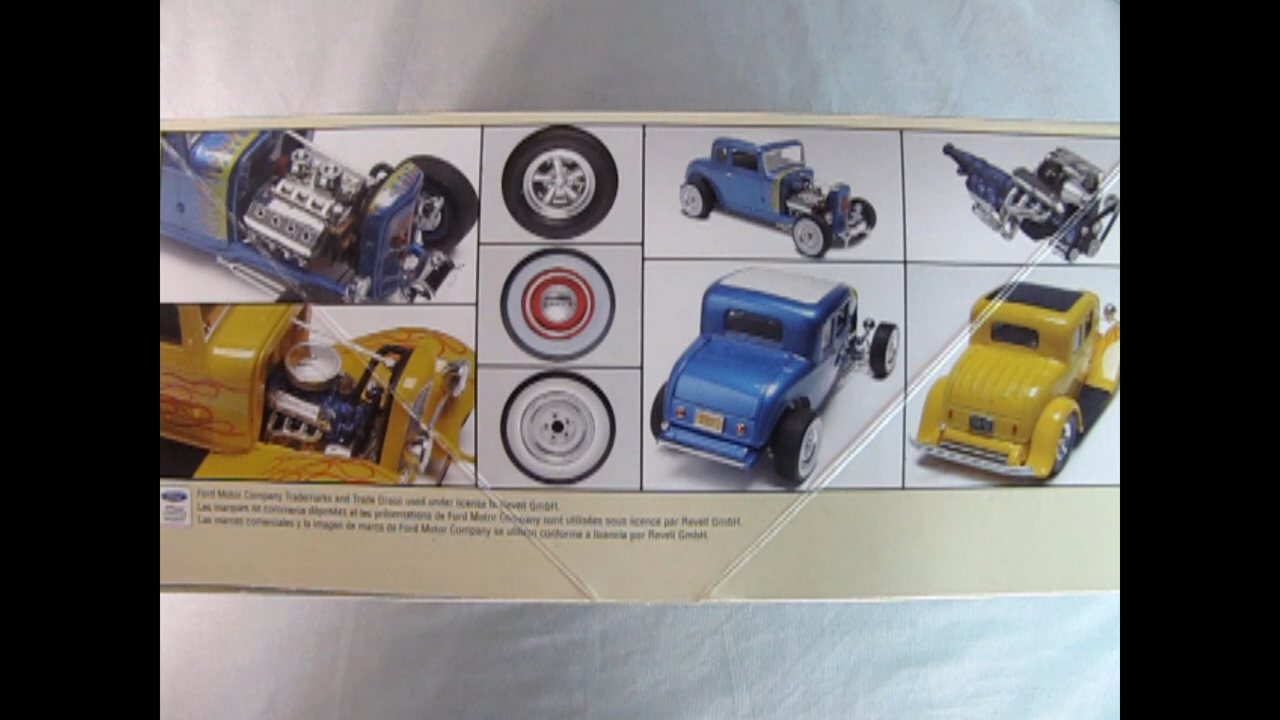 Ford
Ford Motor Company Trademarks and Trade Dress used under license to Revell GmbH.
Les marques de commerce déposées et les présentations de Ford Motor Company sont utilisées sous licence par Revell GmbH.
Las marcas comerciales y la imagen de marca de Ford Motor Company se utilizan conforme a licencia por Revell GmbH.